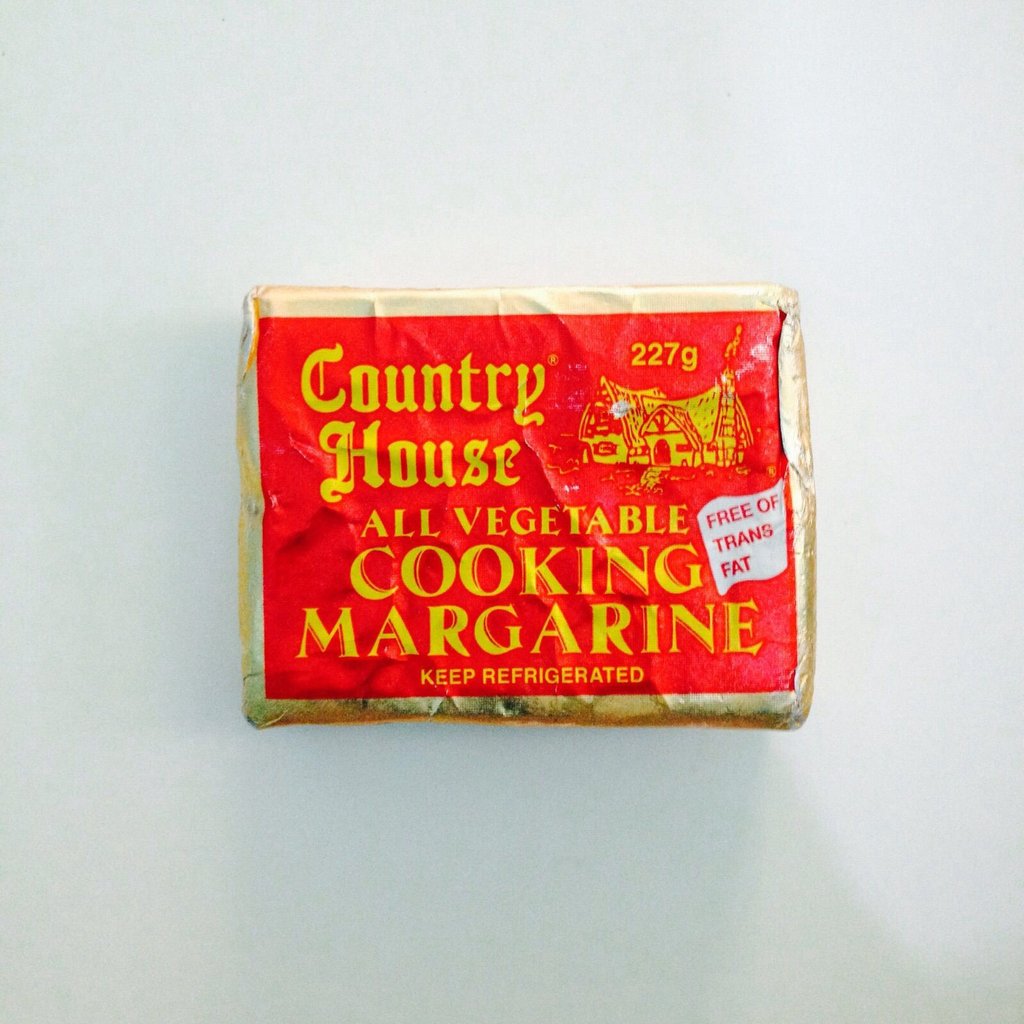 Country®
House
227g
®
ALL VEGETABLE
COOKING
MARGARINE
FREE OF
TRANS
FAT
KEEP REFRIGERATED